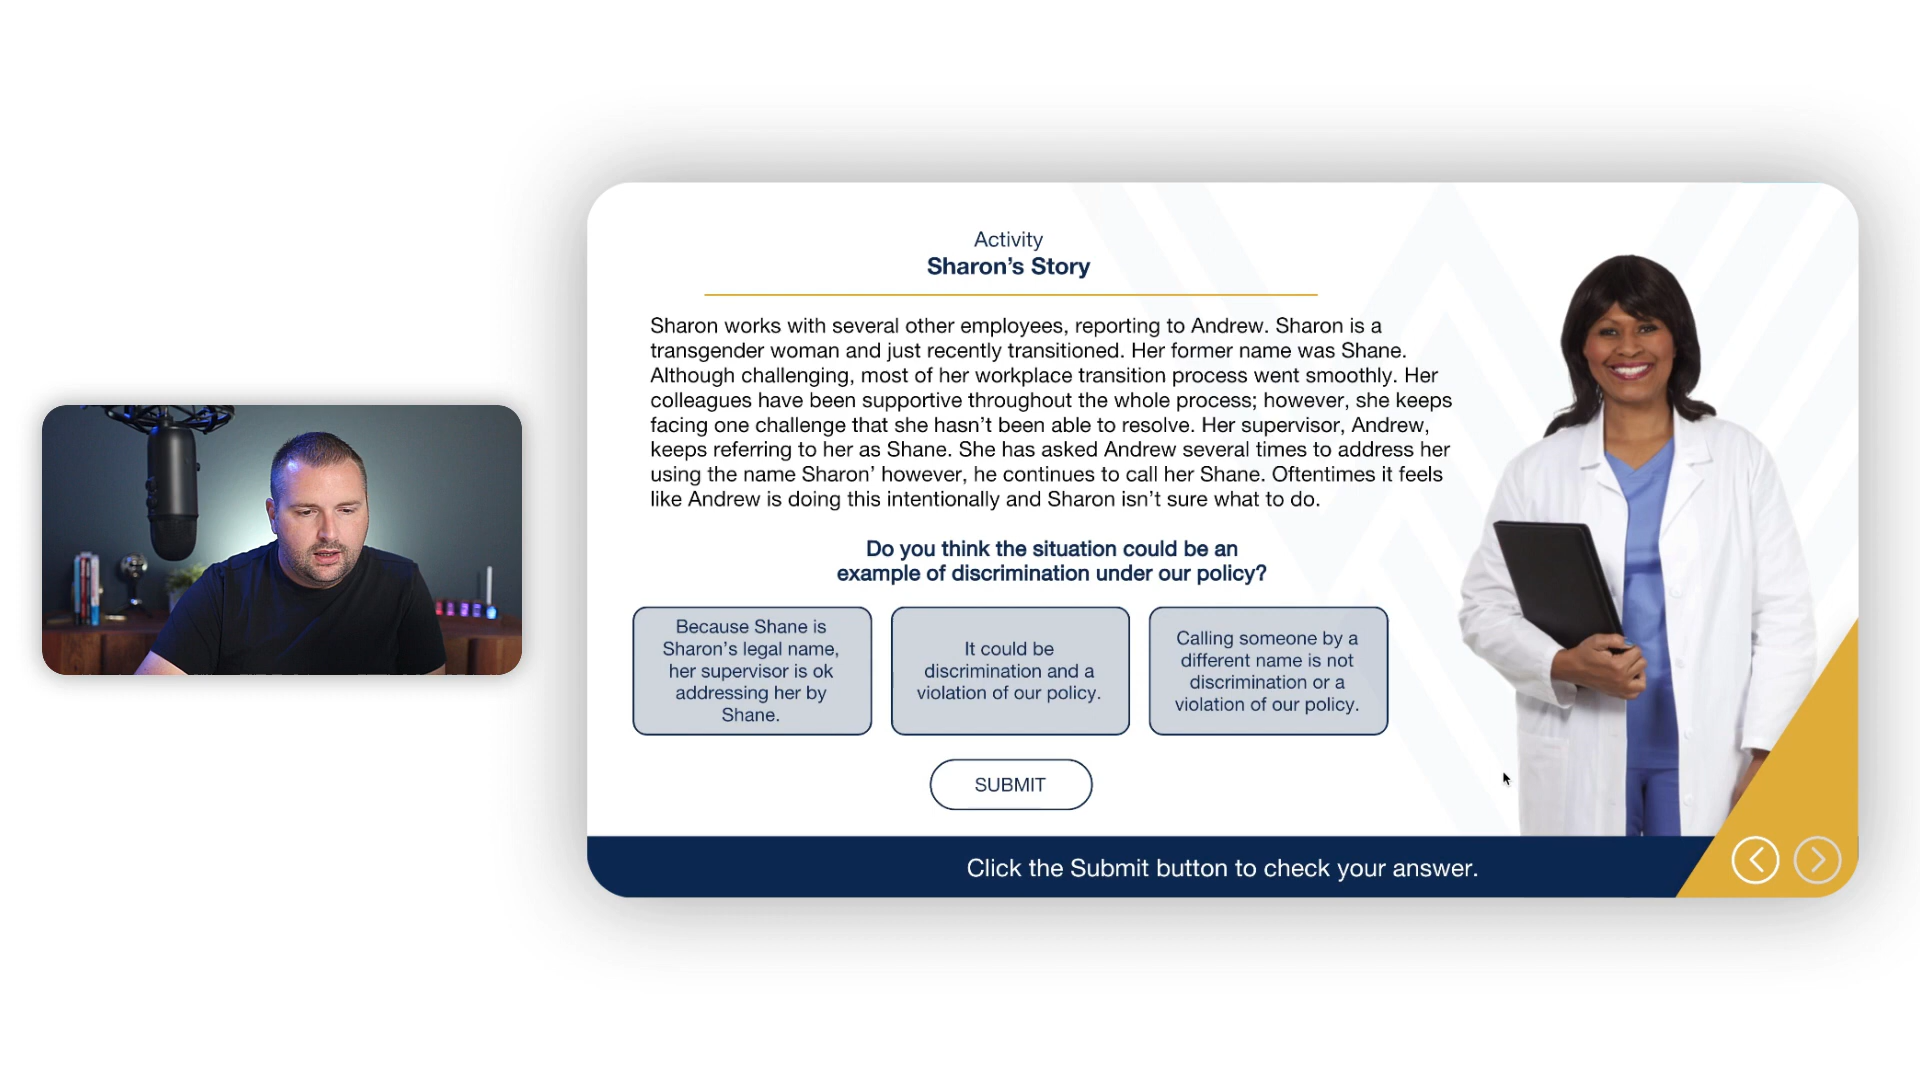 Activity
Sharon’s Story
Sharon works with several other employees, reporting to Andrew. Sharon is a
transgender woman and just recently transitioned. Her former name was Shane.
Although challenging, most of her workplace transition process went smoothly. Her
colleagues have been supportive throughout the whole process; however, she keeps
facing one challenge that she hasn’t been able to resolve. Her supervisor, Andrew,
keeps referring to her as Shane. She has asked Andrew several times to address her
using the name Sharon’ however, he continues to call her Shane. Oftentimes it feels
like Andrew is doing this intentionally and Sharon isn’t sure what to do.
Do you think the situation could be an
example of discrimination under our policy?
Because Shane is
Sharon’s legal name,
her supervisor is ok
addressing her by
Shane.
It could be
discrimination and a
violation of our policy.
Calling someone by a
different name is not
discrimination or a
violation of our policy.
SUBMIT
Click the Submit button to check your answer.